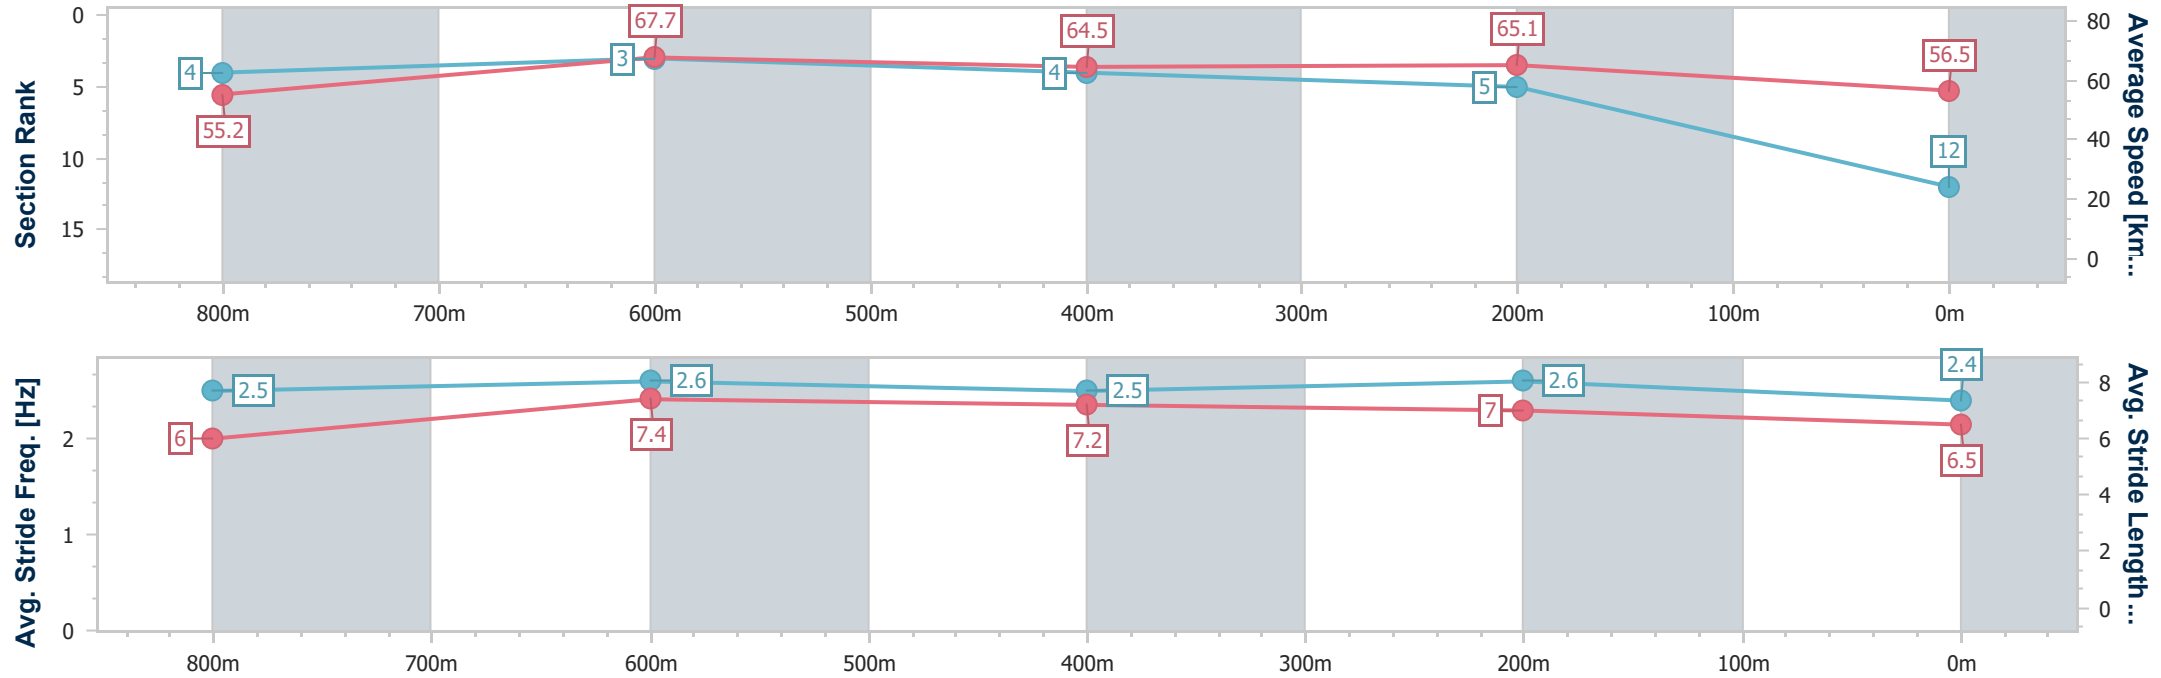 Section Rank
0
5
10
15
4
3
4
5
12
55.2
67.7
64.5
65.1
56.5
80
60
40
20
0
Average Speed [km...
800m
700m
600m
500m
400m
300m
200m
100m
0m
Avg. Stride Freq. [Hz]
2
1
0
2.5
2.6
2.5
2.6
2.4
6
7.4
7.2
7
6.5
8
6
4
2
0
Avg. Stride Length...
800m
700m
600m
500m
400m
300m
200m
100m
0m